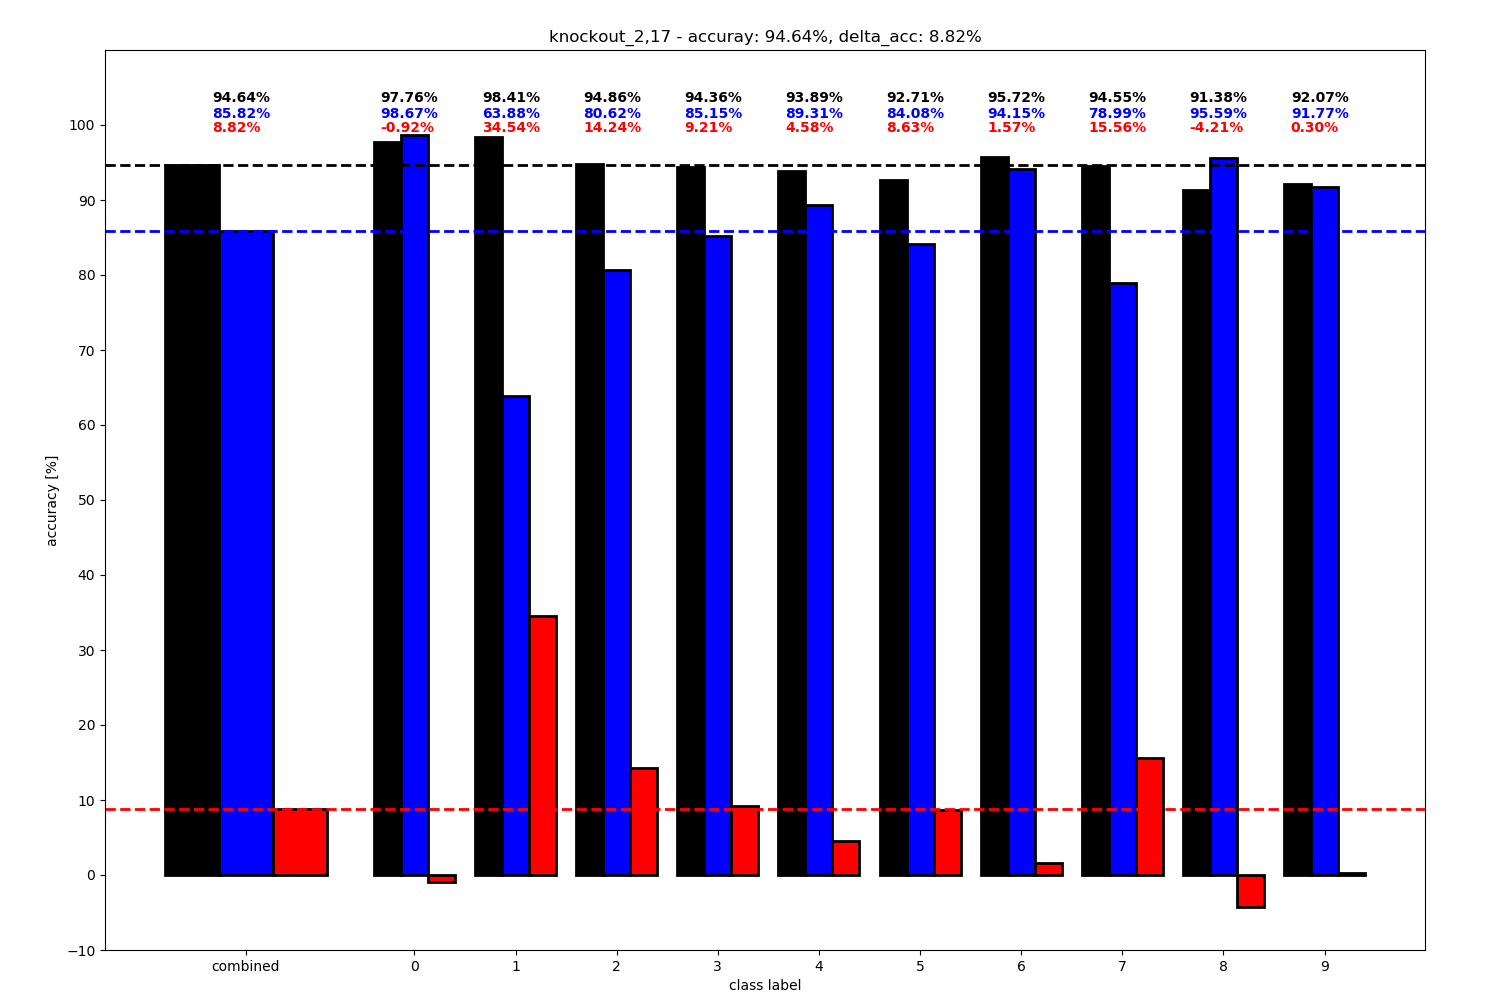 knockout_2,17 - accuray: 94.64%, delta_acc: 8.82%
94.64% 97.76% 98.41% 94.86% 94.36% 93.89% 92.71% 95.72% 94.55% 91.38% 92.07%
85.82% 98.67% 63.88% 80.62% 85.15% 89.31% 84.08% 94.15% 78.99% 95.59% 91.77%
8.82% -0.92% 34.54% 14.24% 9.21% 4.58% 8.63% 1.57% 15.56% -4.21% 0.30%
100
90
80
70
60
50
40
30
20
10
0
−10
accuracy [%]
combined 0 1 2 3 4 5 6 7 8 9
class label